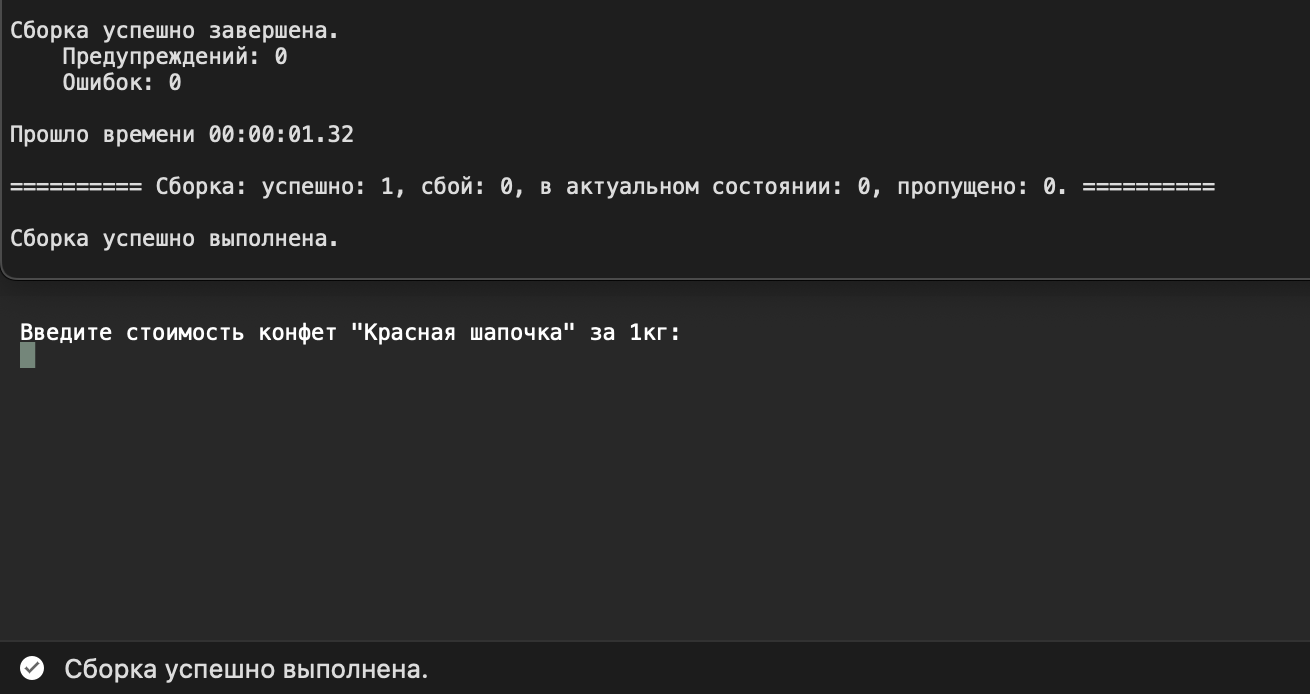 Сборка успешно завершена.
Предупреждений: 0
Ошибок: 0
Прошло времени 00:00:01.32
========== Сборка: успешно: 1, сбой: 0, в актуальном состоянии: 0, пропущено: 0. ==========
Сборка успешно выполнена.
Введите стоимость конфет "Красная шапочка" за 1кг:
Сборка успешно выполнена.